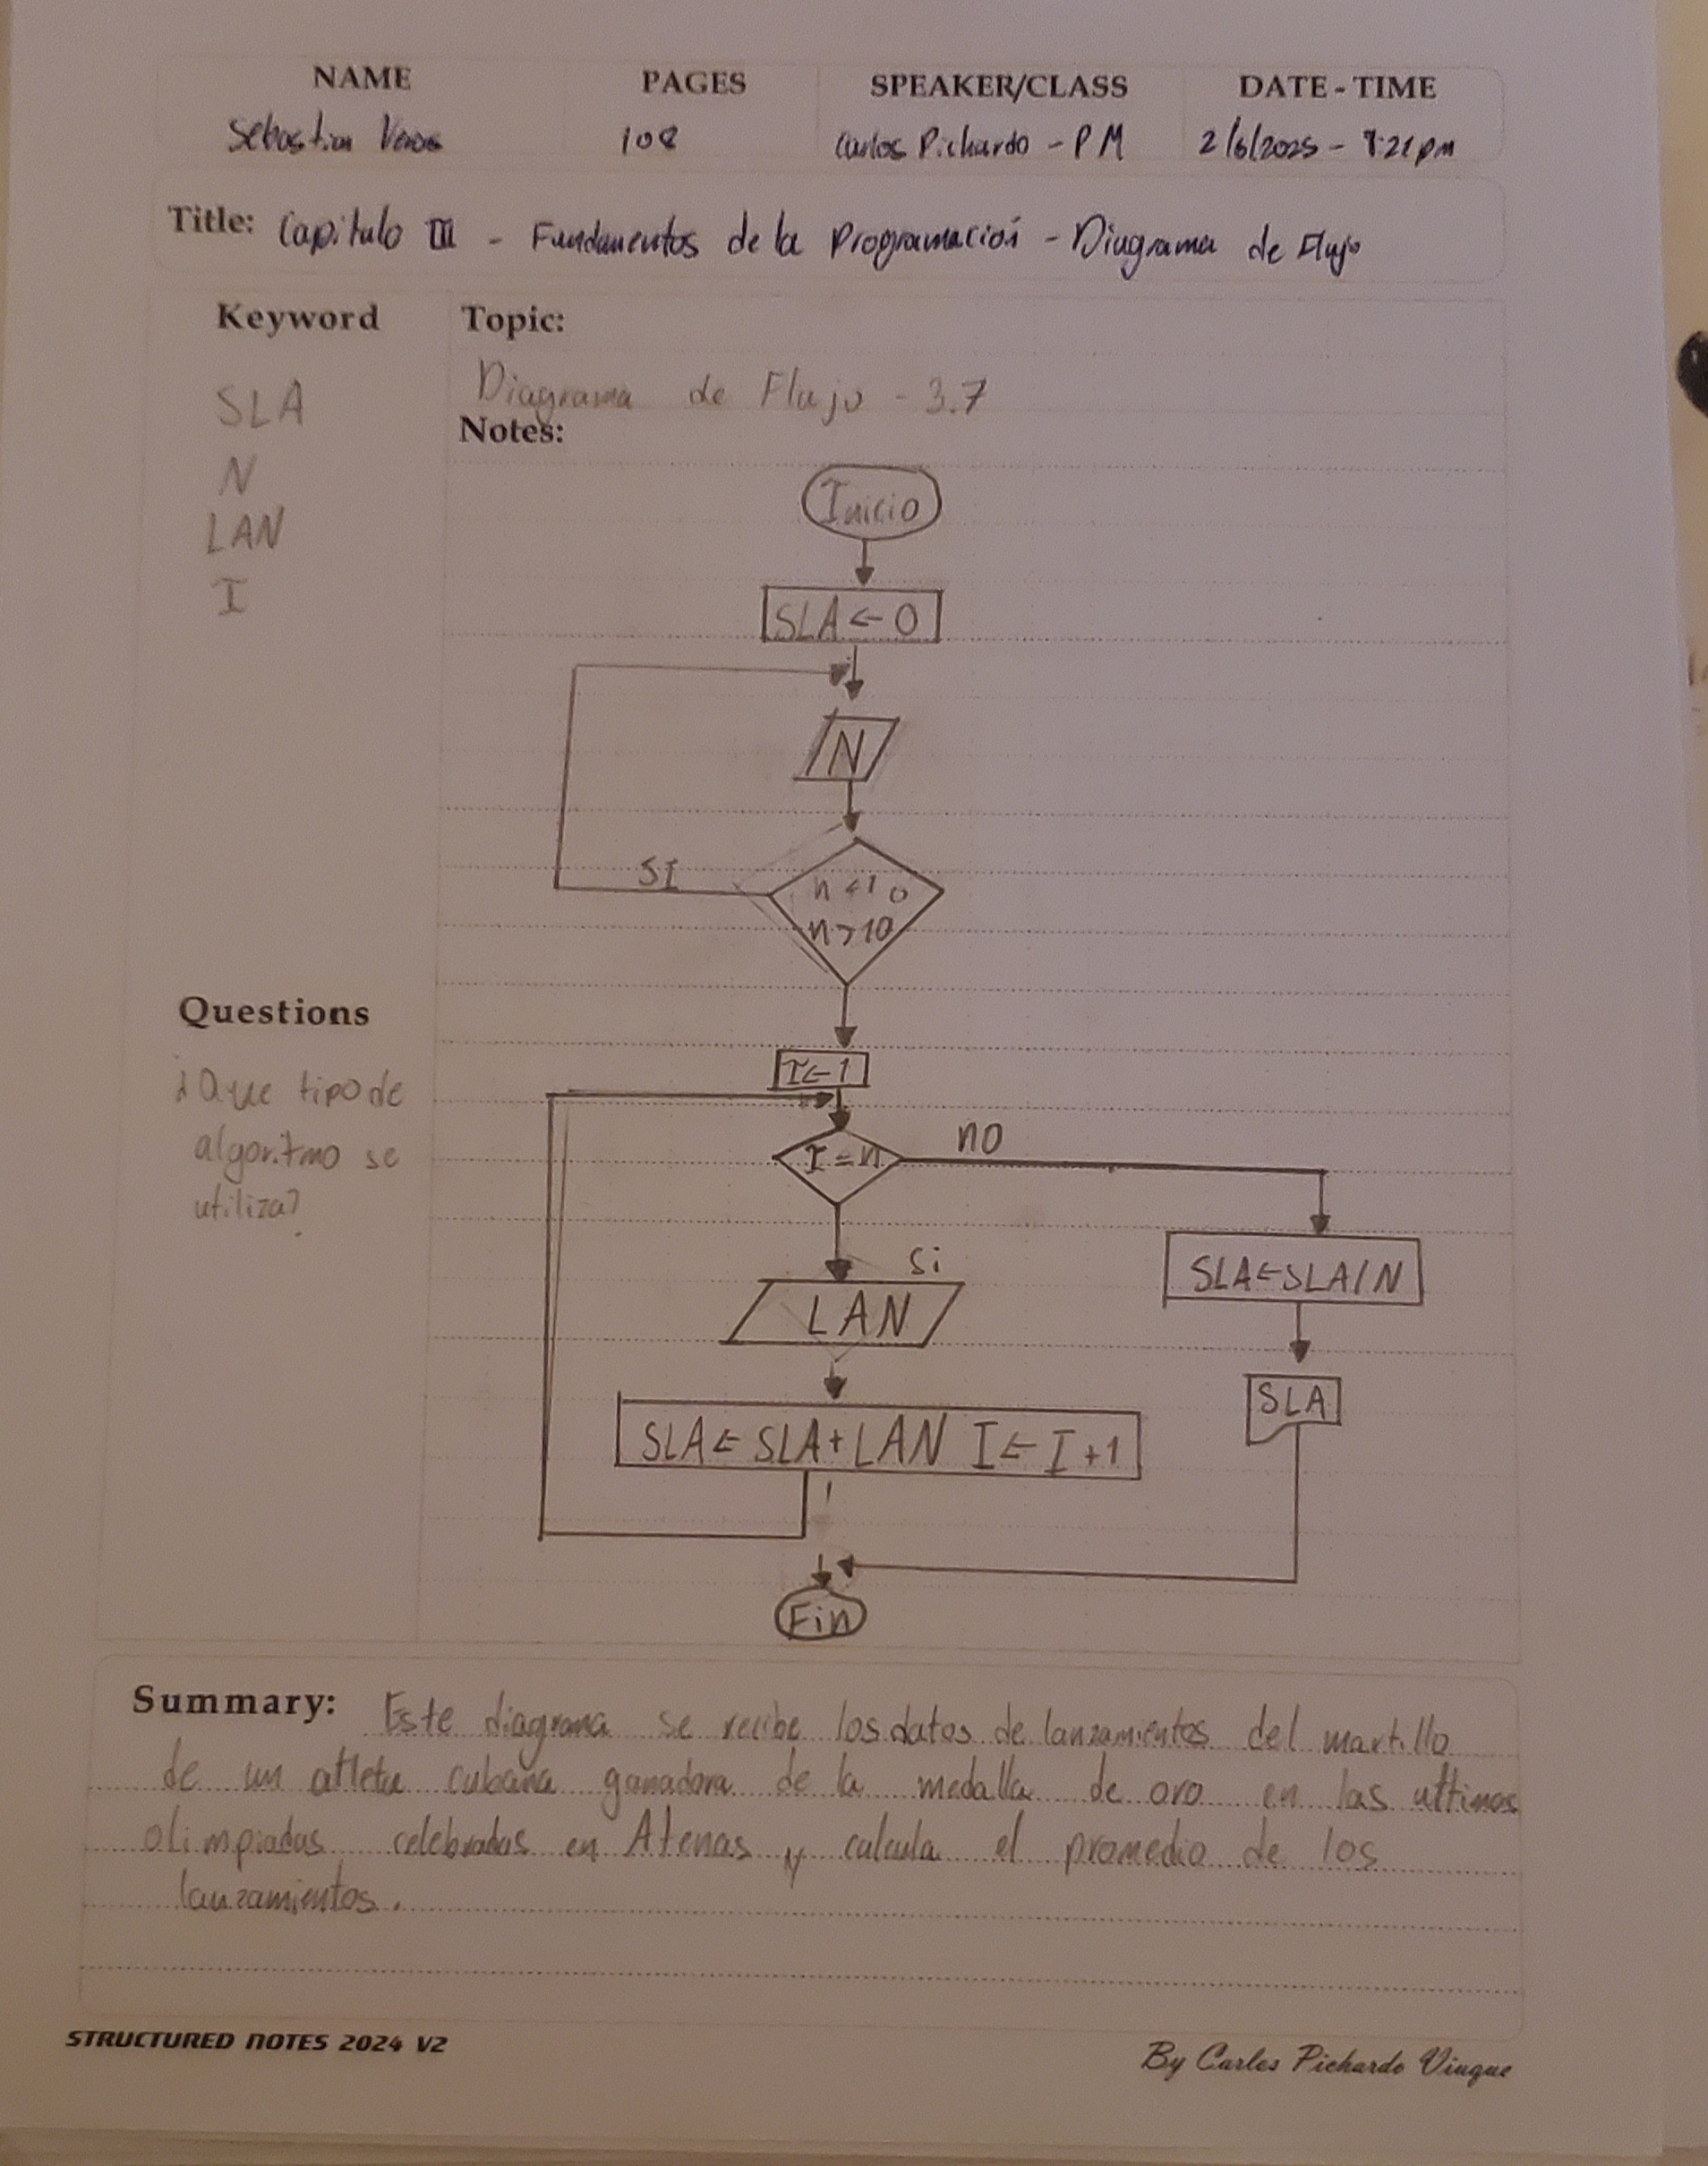 NAME PAGES SPEAKER/CLASS DATE - TIME
Sebastian 108 Carlos Pichardo - PM 2/6/2025 - :21pm
Title: Capitulo III - Fundamentos de la Programación - Diagrama de Flujo
Keyword
SLA
N
LAN
I
Topic:
Diagrama de Flujo - 3.7
Notes:
Inicio
SLA ← 0
N
SI
n < 1 o
n > 10
I ← 1
I = n
no
Si
LAN
SLA ← SLA + LAN I ← I + 1
SLA ← SLA / N
SLA
Fin
Questions
¿Que tipo de
algoritmo se
utiliza?
Summary: Este diagrama se recibe los datos de lanzamientos del martillo
de un atleta cubana ganadora de la medalla de oro en las ultimas
olimpiadas celebradas en Atenas y calcula el promedio de los
lanzamientos.
STRUCTURED NOTES 2024 V2
By Carlos Pichardo Viuque